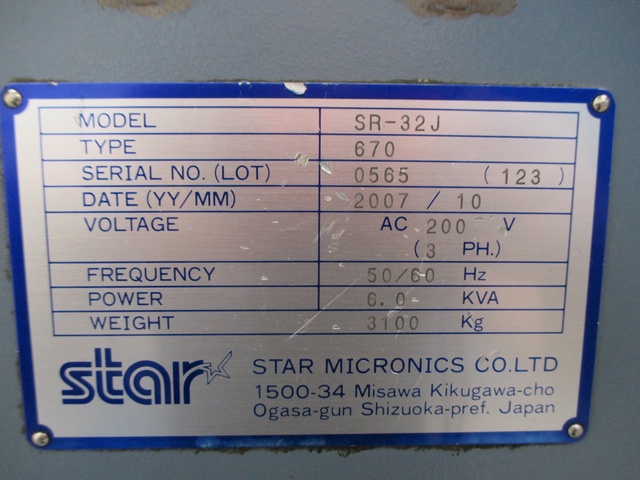 MODEL SR-32J
TYPE 670
SERIAL NO. (LOT) 0565 (123)
DATE (YY/MM) 2007 / 10
VOLTAGE AC 200 V
(3 PH.)
FREQUENCY 50/60 Hz
POWER 6.0 KVA
WEIGHT 3100 Kg
star STAR MICRONICS CO.LTD
1500-34 Misawa Kikugawa-cho
Ogasa-gun Shizuoka-pref. Japan